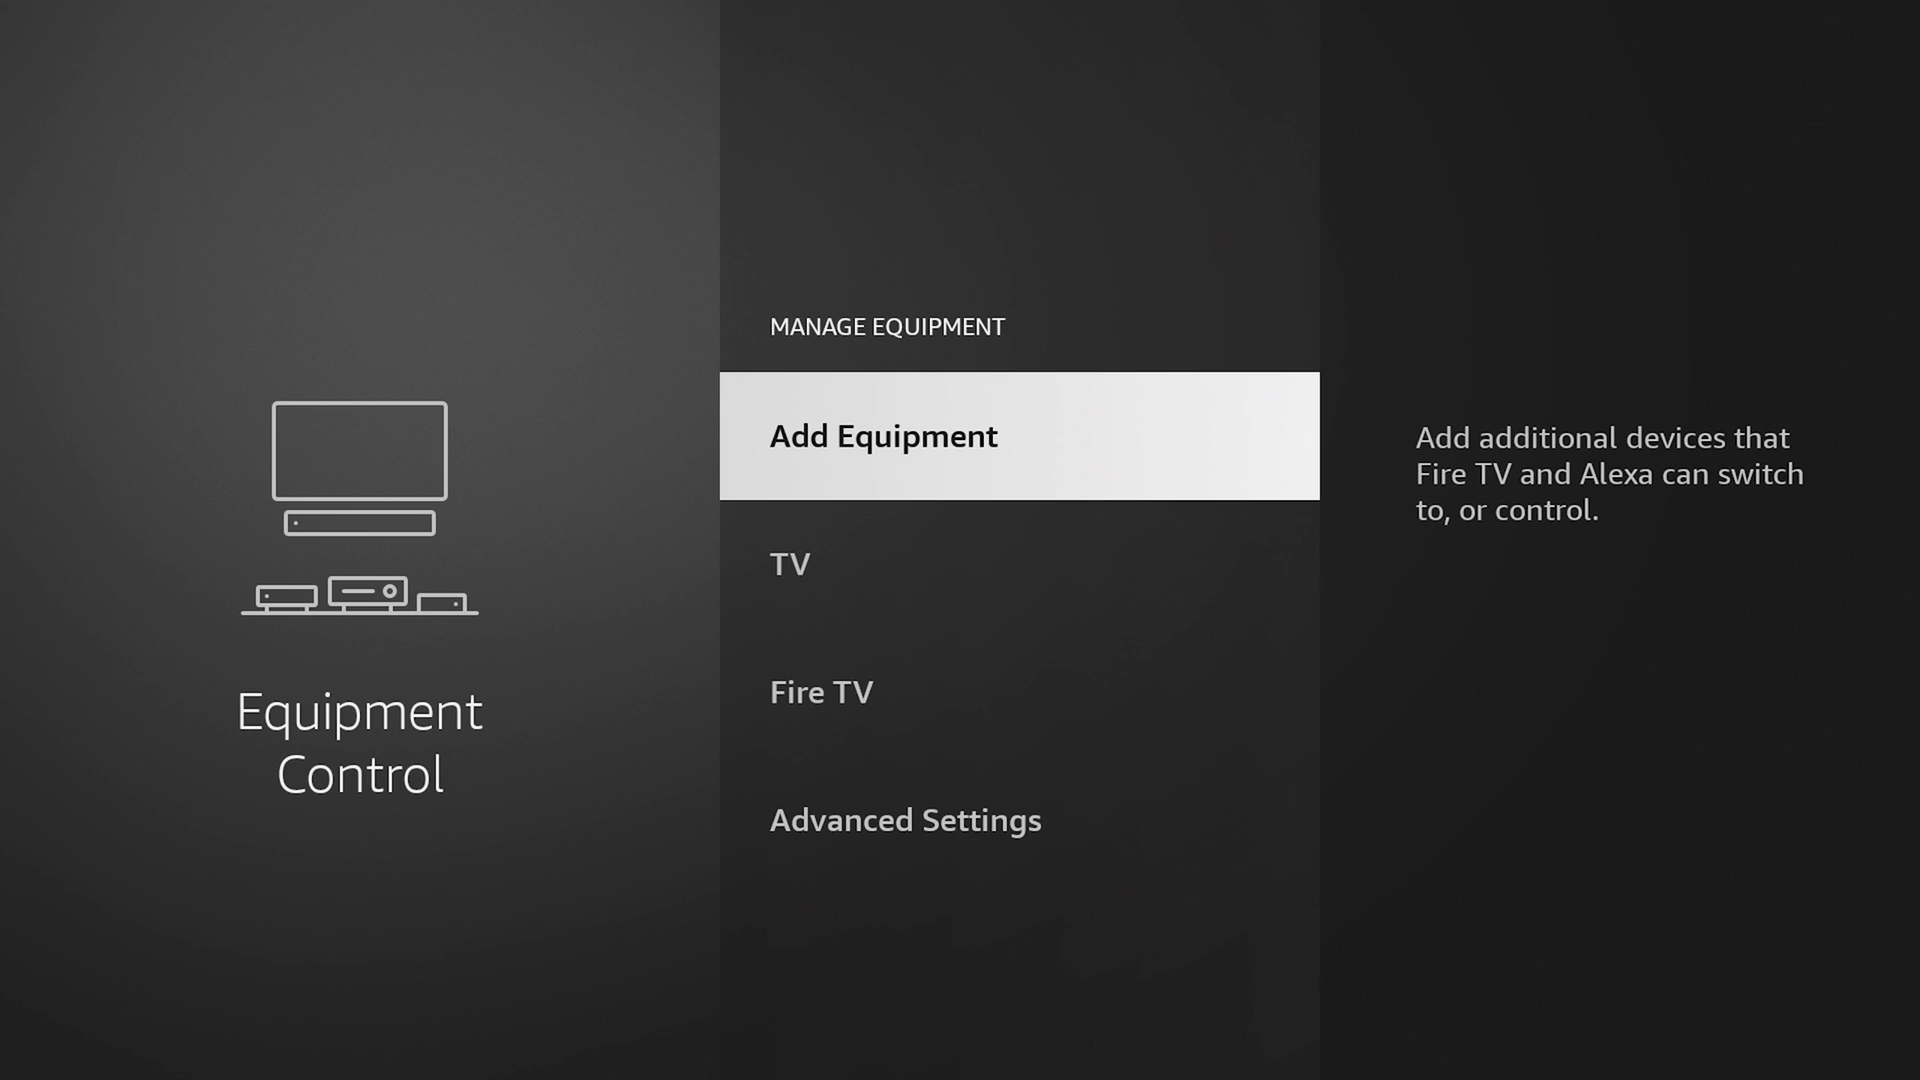 Equipment
Control
MANAGE EQUIPMENT
Add Equipment
TV
Fire TV
Advanced Settings
Add additional devices that
Fire TV and Alexa can switch
to, or control.